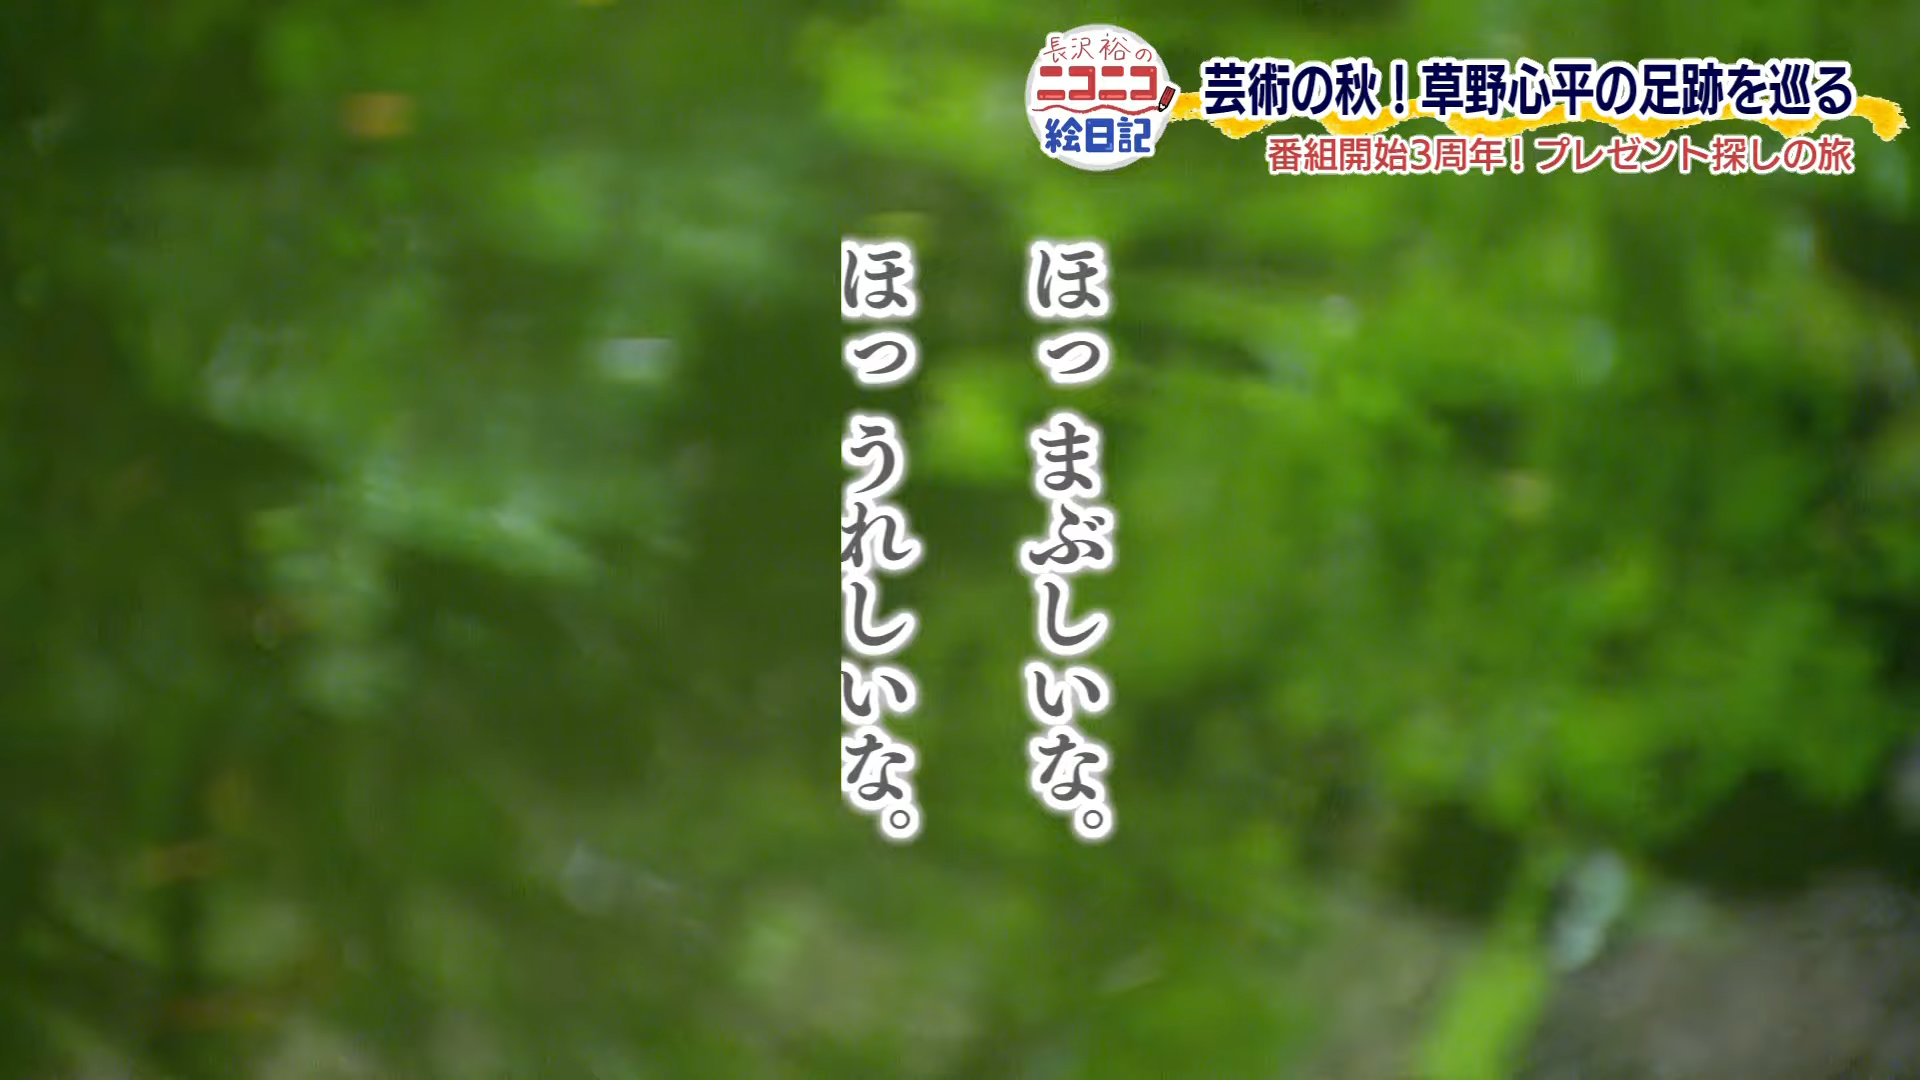 長沢裕の
ニコニコ
絵日記
芸術の秋！草野心平の足跡を巡る
番組開始3周年！プレゼント探しの旅
ほっ まぶしいな。
ほっ うれしいな。